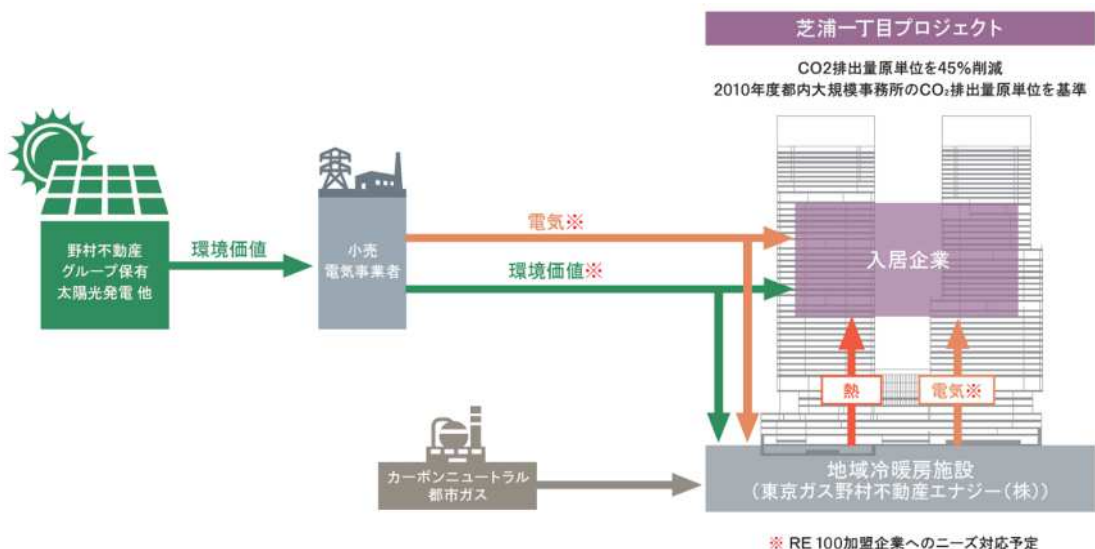 芝浦一丁目プロジェクト
CO2排出量原単位を45%削減
2010年度都内大規模事務所のCO₂排出量原単位を基準
野村不動産
グループ保有
太陽光発電 他
環境価値
小売
電気事業者
電気※
環境価値※
入居企業
熱
電気※
カーボンニュートラル
都市ガス
地域冷暖房施設
(東京ガス野村不動産エナジー(株))
※ RE 100加盟企業へのニーズ対応予定